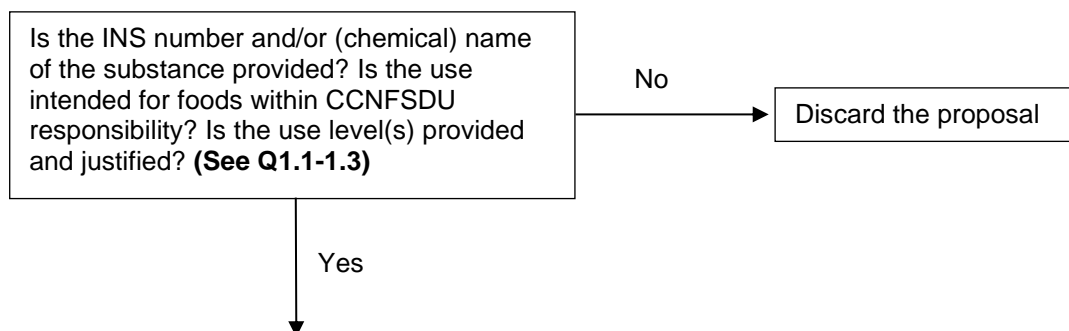 Is the INS number and/or (chemical) name
of the substance provided? Is the use
intended for foods within CCNFSDU
responsibility? Is the use level(s) provided
and justified? (See Q1.1-1.3)
No
Discard the proposal
Yes